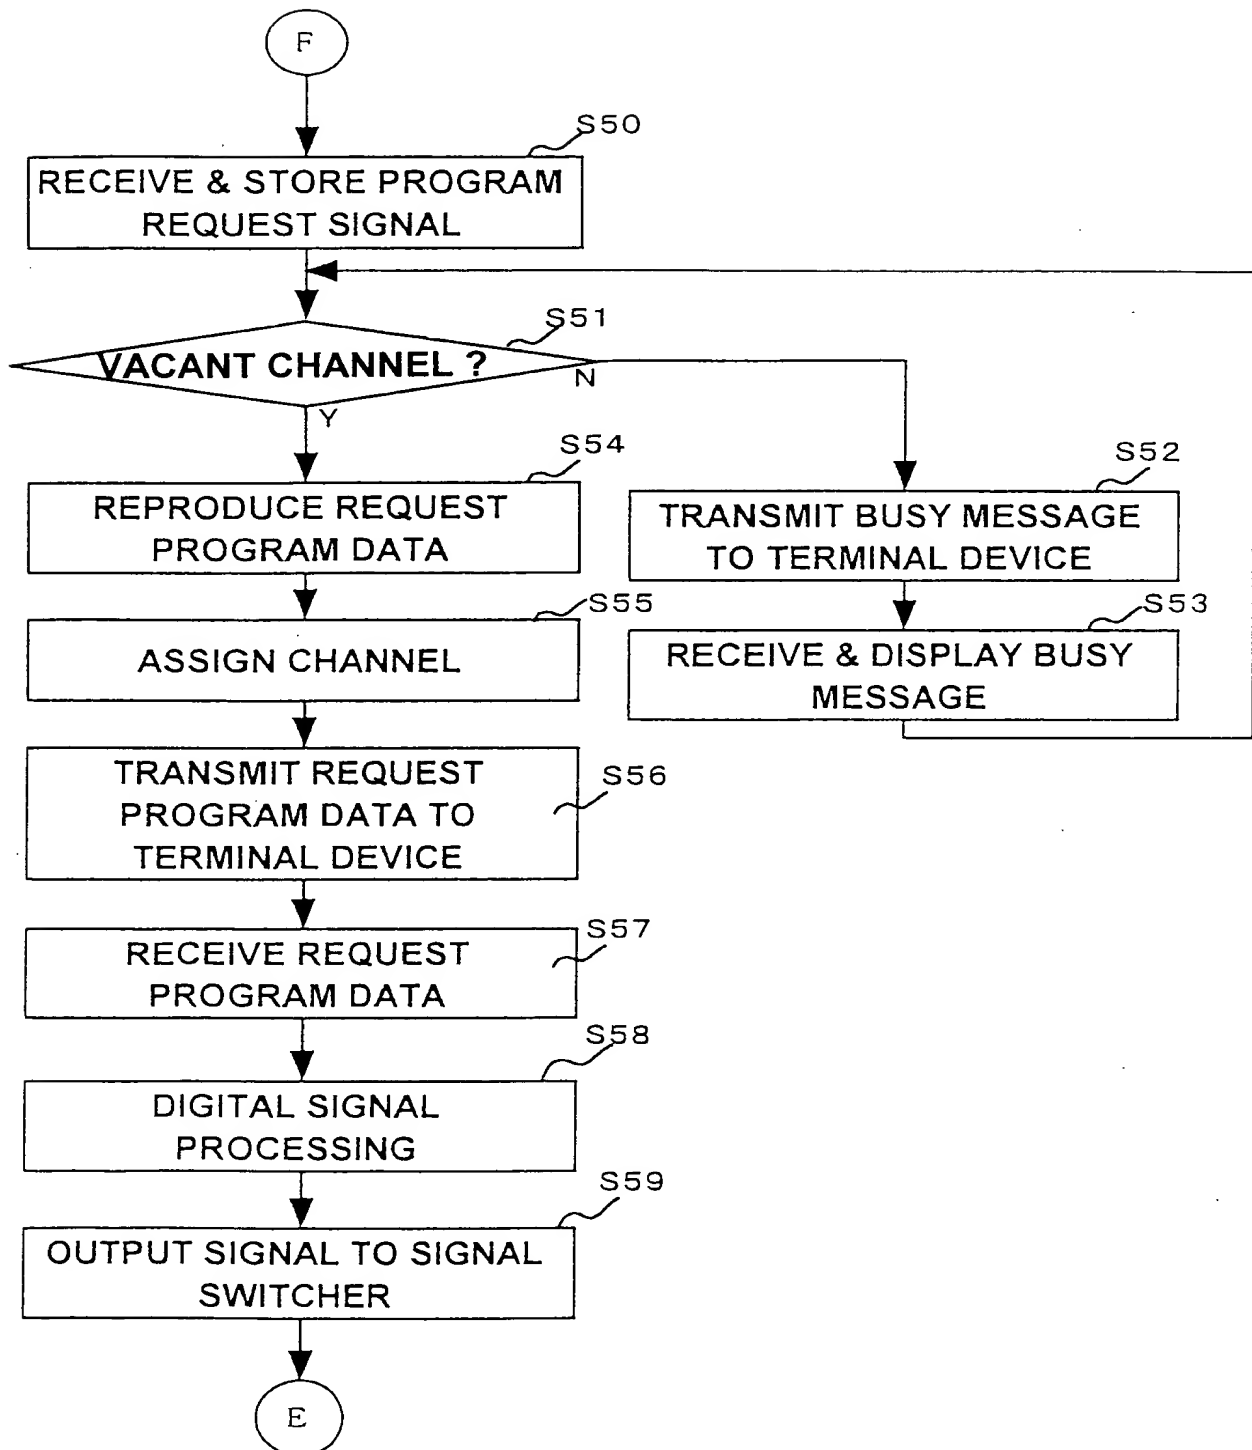 F
S50
RECEIVE & STORE PROGRAM
REQUEST SIGNAL
S51
VACANT CHANNEL ?
N
Y
S54
REPRODUCE REQUEST
PROGRAM DATA
S52
TRANSMIT BUSY MESSAGE
TO TERMINAL DEVICE
S55
ASSIGN CHANNEL
S53
RECEIVE & DISPLAY BUSY
MESSAGE
S56
TRANSMIT REQUEST
PROGRAM DATA TO
TERMINAL DEVICE
S57
RECEIVE REQUEST
PROGRAM DATA
S58
DIGITAL SIGNAL
PROCESSING
S59
OUTPUT SIGNAL TO SIGNAL
SWITCHER
E